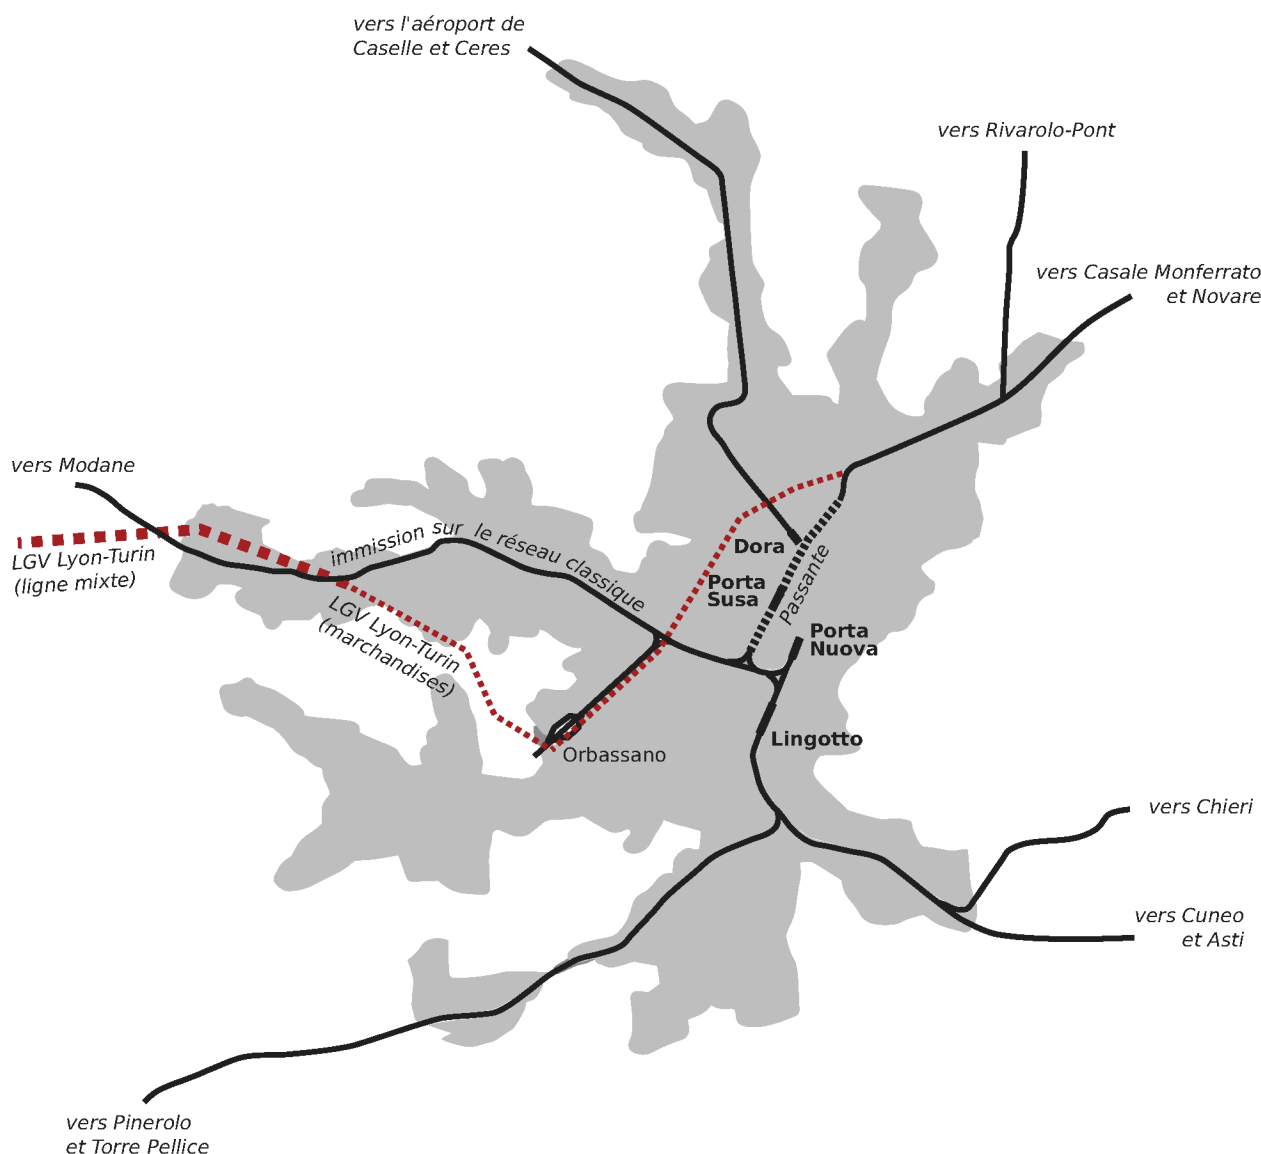 vers l'aéroport de
Caselle et Ceres
vers Rivarolo-Pont
vers Casale Monferrato
et Novare
vers Modane
LGV Lyon-Turin
(ligne mixte)
immission sur le réseau classique
LGV Lyon-Turin
(marchandises)
Dora
Porta
Susa
Passante
Porta
Nuova
Lingotto
Orbassano
vers Chieri
vers Cuneo
et Asti
vers Pinerolo
et Torre Pellice